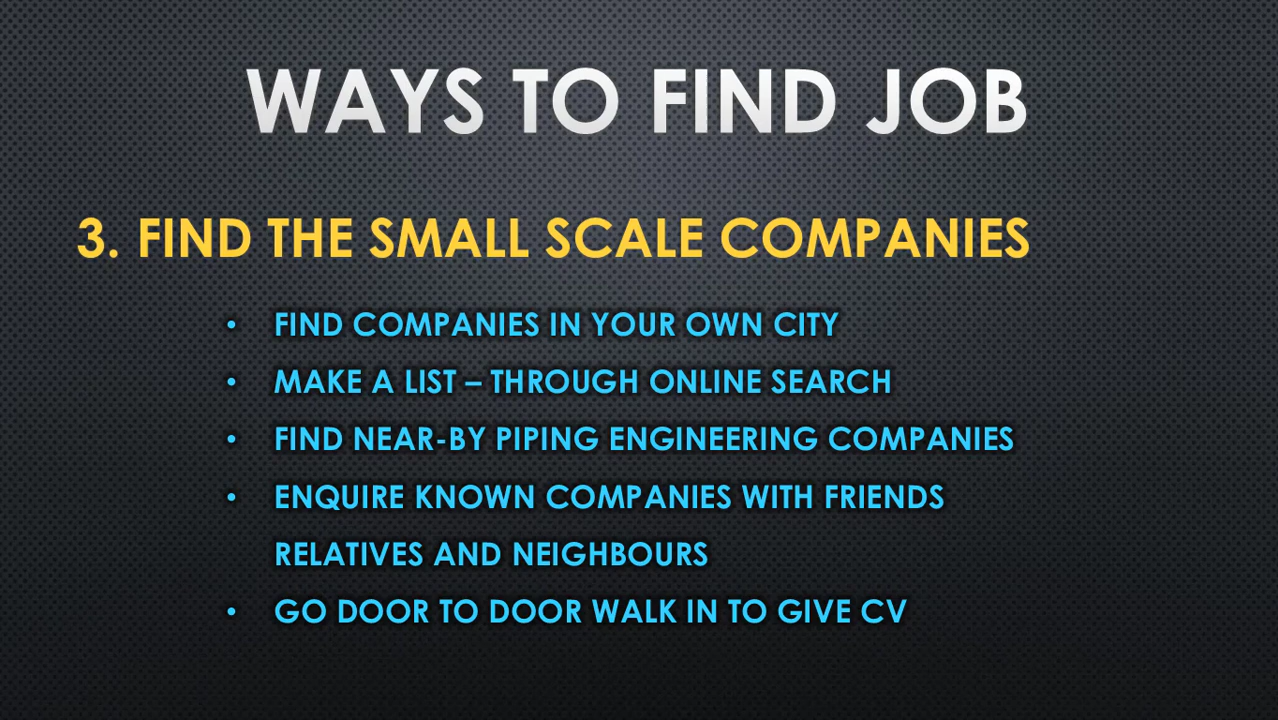 WAYS TO FIND JOB
3. FIND THE SMALL SCALE COMPANIES
• FIND COMPANIES IN YOUR OWN CITY
• MAKE A LIST – THROUGH ONLINE SEARCH
• FIND NEAR-BY PIPING ENGINEERING COMPANIES
• ENQUIRE KNOWN COMPANIES WITH FRIENDS
RELATIVES AND NEIGHBOURS
• GO DOOR TO DOOR WALK IN TO GIVE CV